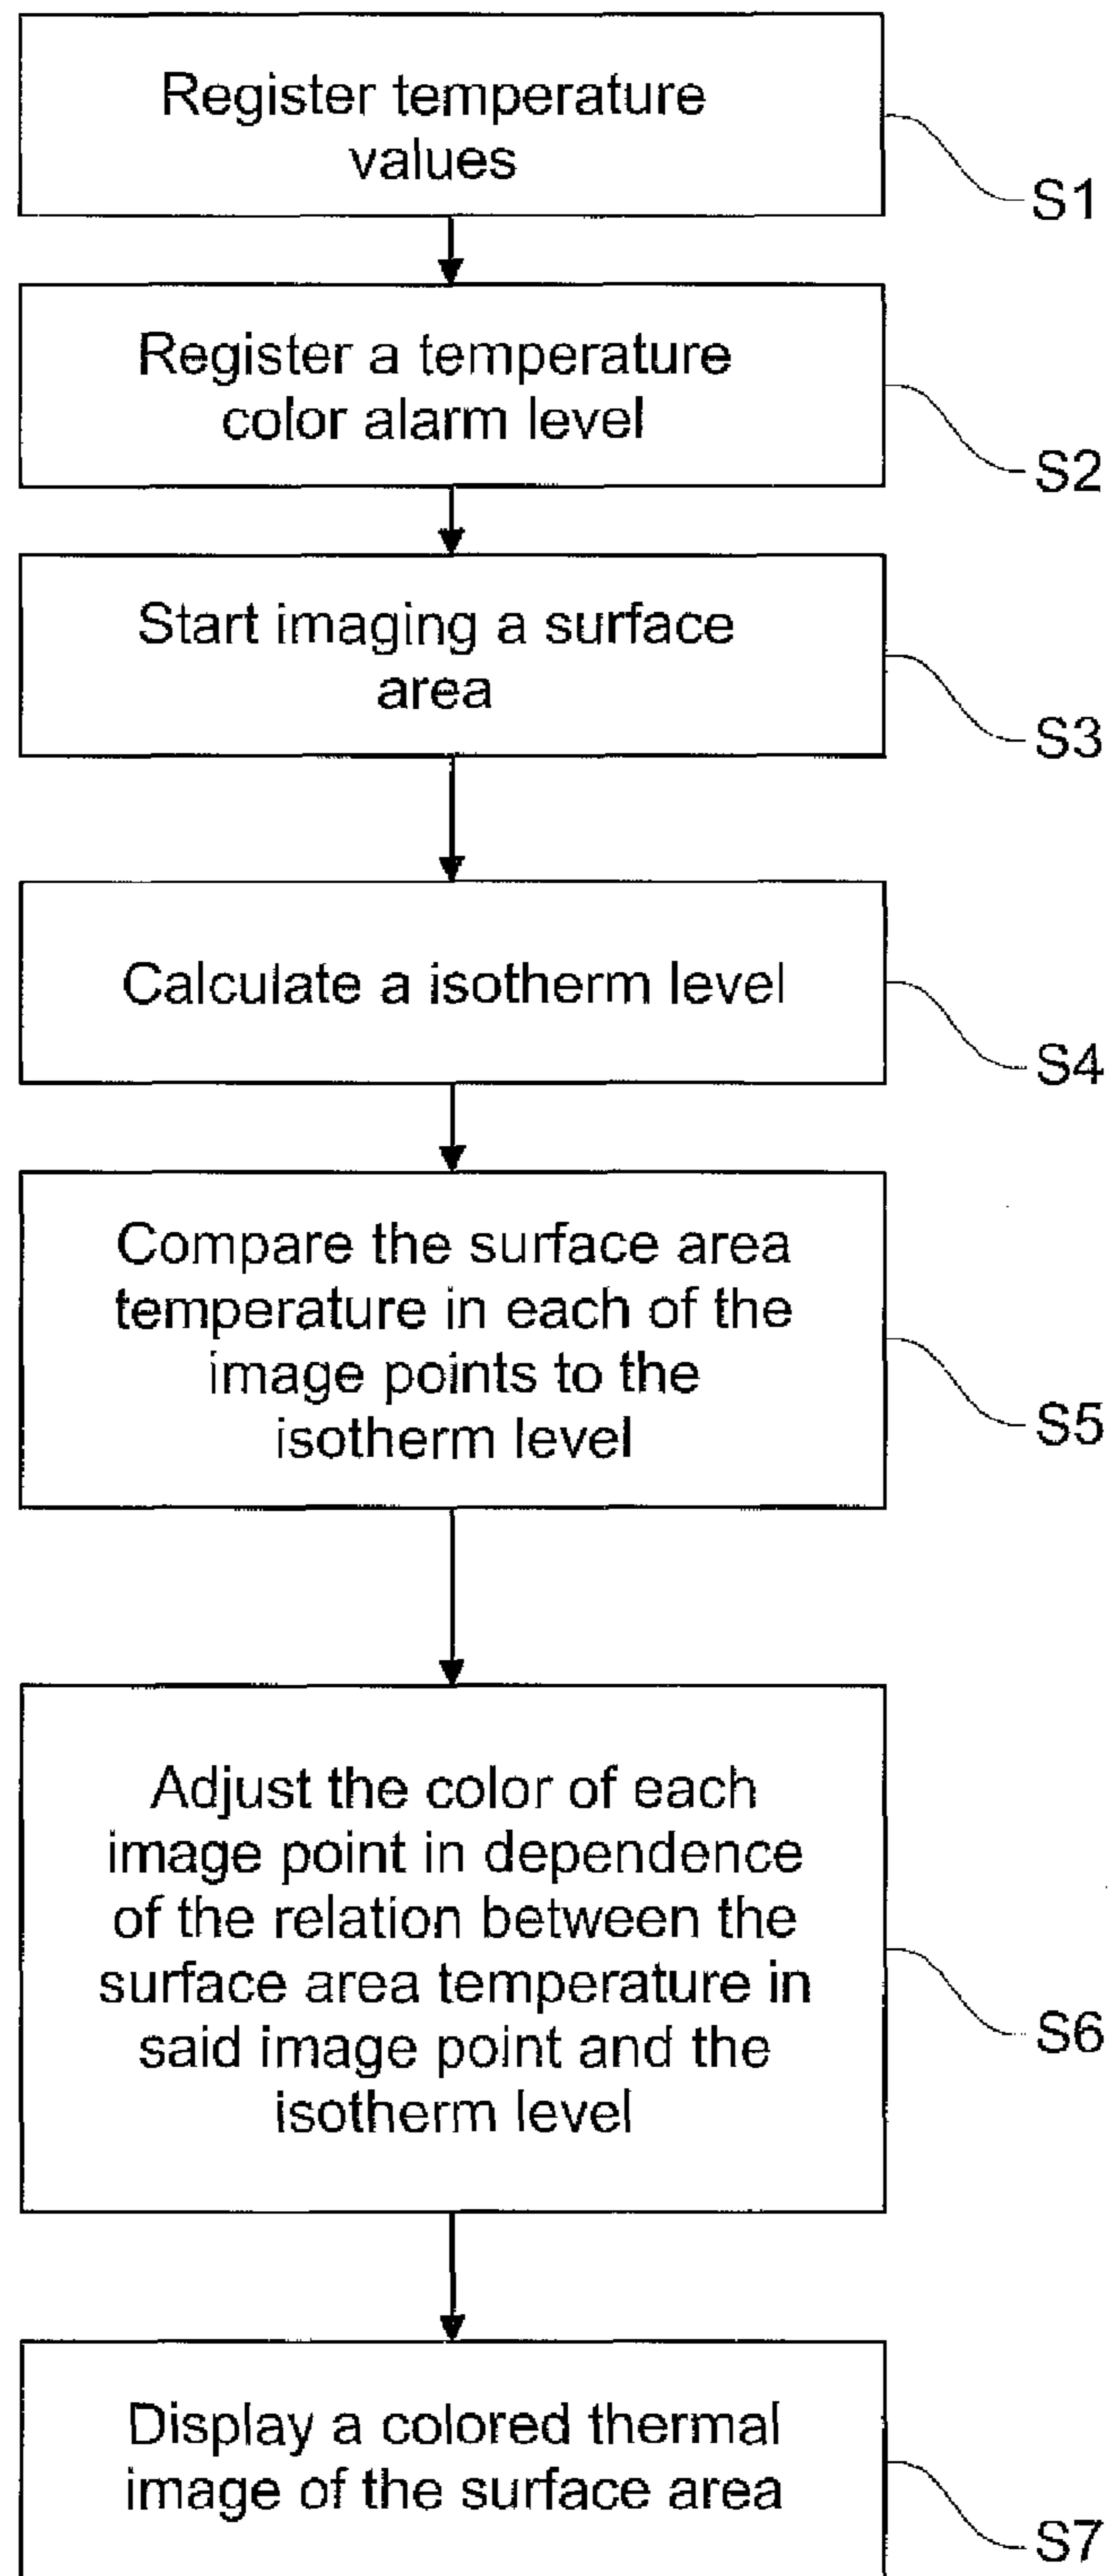 Register temperature
values
S1
Register a temperature
color alarm level
S2
Start imaging a surface
area
S3
Calculate a isotherm level
S4
Compare the surface area
temperature in each of the
image points to the
isotherm level
S5
Adjust the color of each
image point in dependence
of the relation between the
surface area temperature in
said image point and the
isotherm level
S6
Display a colored thermal
image of the surface area
S7